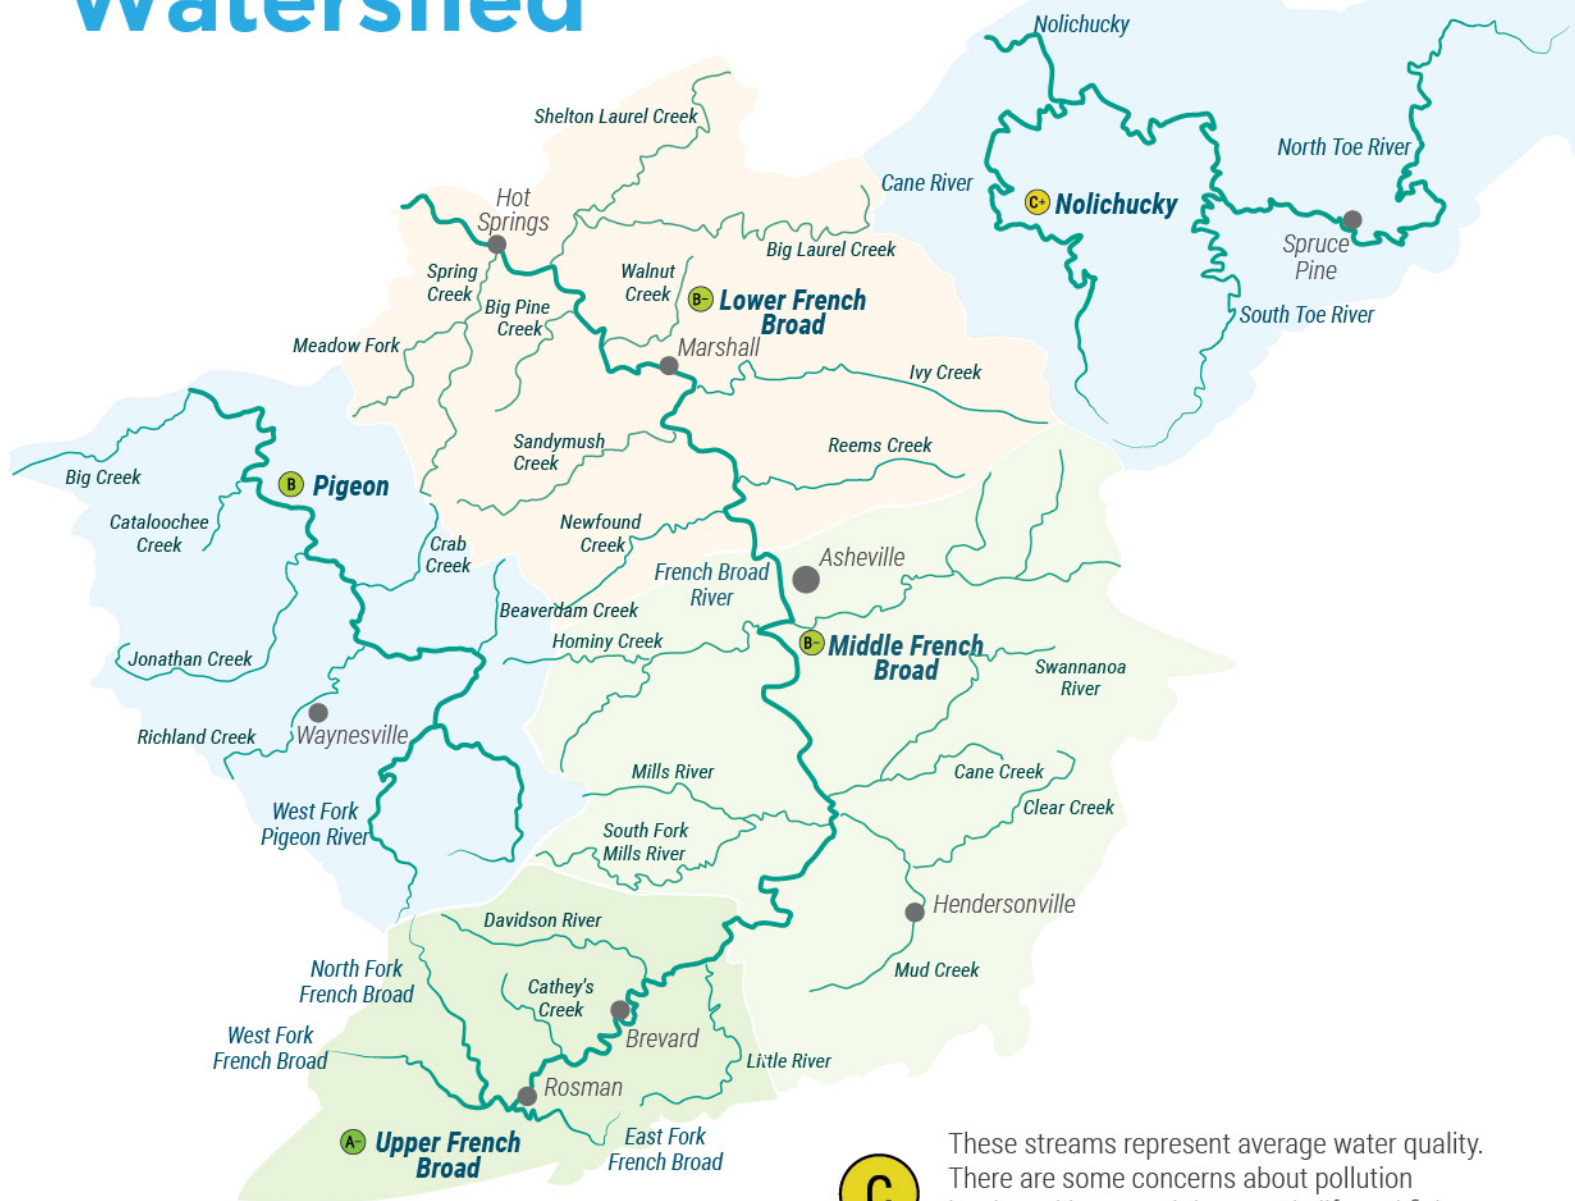 Watershed
Nolichucky
Shelton Laurel Creek
North Toe River
Cane River
C+
Nolichucky
Hot
Springs
Spruce
Pine
Big Laurel Creek
Spring
Creek
Walnut
Creek
Big Pine
Creek
B-
Lower French
Broad
South Toe River
Meadow Fork
Marshall
Ivy Creek
Sandymush
Creek
Reems Creek
Big Creek
B
Pigeon
Cataloochee
Creek
Newfound
Creek
Crab
Creek
Asheville
French Broad
River
Beaverdam Creek
Hominy Creek
B-
Middle French
Broad
Jonathan Creek
Swannanoa
River
Richland Creek
Waynesville
Mills River
Cane Creek
Clear Creek
West Fork
Pigeon River
South Fork
Mills River
Hendersonville
Davidson River
North Fork
French Broad
Mud Creek
Cathey's
Creek
West Fork
French Broad
Brevard
Little River
Rosman
A-
Upper French
Broad
East Fork
French Broad
C
These streams represent average water quality.
There are some concerns about pollution